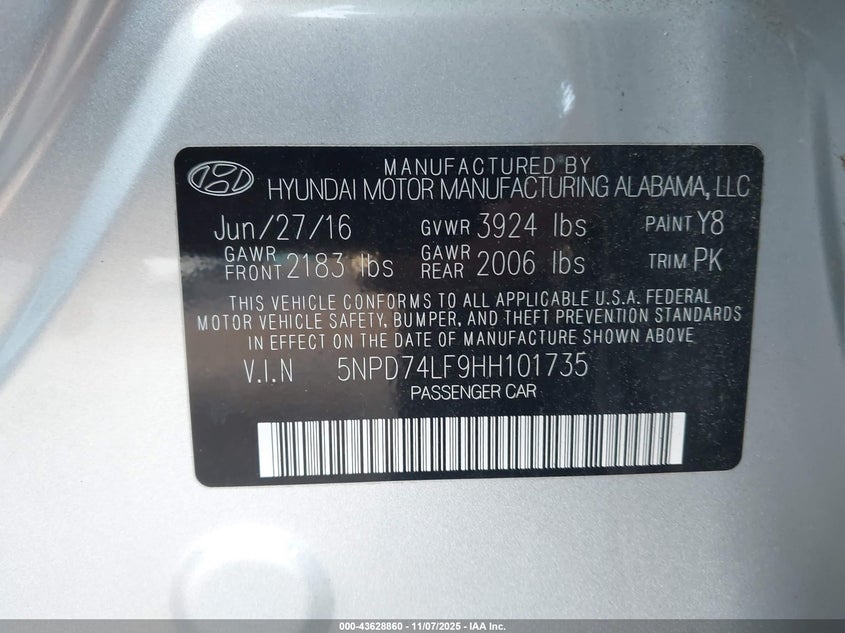 MANUFACTURED BY
HYUNDAI MOTOR MANUFACTURING ALABAMA, LLC
Jun/27/16 GVWR 3924 lbs PAINT Y8
GAWR FRONT 2183 lbs GAWR REAR 2006 lbs TRIM PK
THIS VEHICLE CONFORMS TO ALL APPLICABLE U.S.A. FEDERAL
MOTOR VEHICLE SAFETY, BUMPER, AND THEFT PREVENTION STANDARDS
IN EFFECT ON THE DATE OF MANUFACTURE SHOWN ABOVE
V.I.N 5NPD74LF9HH101735
PASSENGER CAR
000-43628860 - 11/07/2025 - IAA Inc.